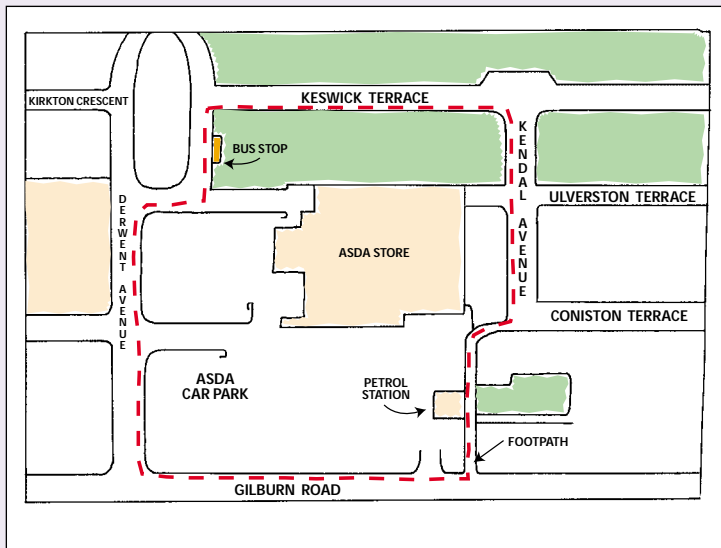 KESWICK TERRACE
KIRKTON CRESCENT
BUS STOP
KENDAL AVENUE
ULVERSTON TERRACE
DERWENT AVENUE
ASDA STORE
CONISTON TERRACE
ASDA
CAR PARK
PETROL
STATION
FOOTPATH
GILBURN ROAD